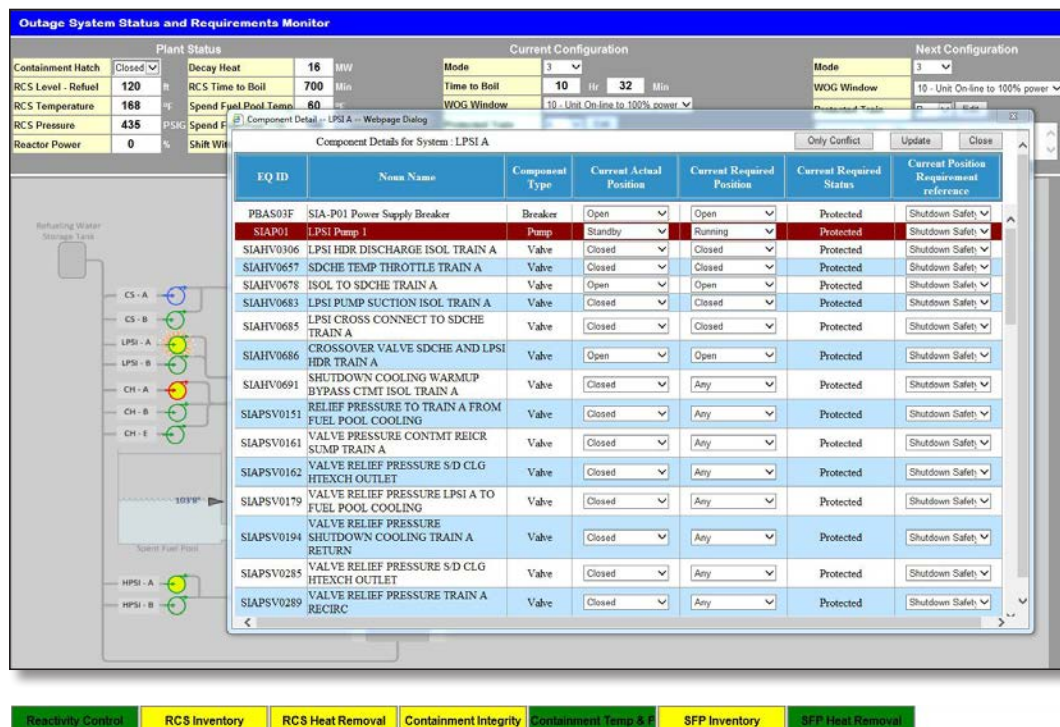 Outage System Status and Requirements Monitor
Plant Status
Current Configuration
Next Configuration
Containment Hatch Closed Decay Heat 16 MW Mode 3 Mode 3
RCS Level - Refuel 120 ft RCS Time to Boil 700 Min Time to Boil 10 Hr 32 Min WOG Window 10 - Unit On-line to 100% power
RCS Temperature 168 °F Spend Fuel Pool Temp 60 °F WOG Window 10 - Unit On-line to 100% power Protected Train Edit
RCS Pressure 435 PSIG Spend F
Reactor Power 0 % Shift Wit
Component Detail -- LPSI A -- Webpage Dialog
Component Details for System : LPSI A Only Conflict Update Close
EQ ID Noun Name Component Type Current Actual Position Current Required Position Current Required Status Current Position Requirement reference
PBAS03F SIA-P01 Power Supply Breaker Breaker Open Open Protected Shutdown Safety
SIAP01 LPSI Pump 1 Pump Standby Running Protected Shutdown Safety
SIAHV0306 LPSI HDR DISCHARGE ISOL TRAIN A Valve Closed Closed Protected Shutdown Safety
SIAHV0657 SDCHE TEMP THROTTLE TRAIN A Valve Closed Closed Protected Shutdown Safety
SIAHV0678 ISOL TO SDCHE TRAIN A Valve Open Open Protected Shutdown Safety
SIAHV0683 LPSI PUMP SUCTION ISOL TRAIN A Valve Closed Closed Protected Shutdown Safety
SIAHV0685 LPSI CROSS CONNECT TO SDCHE TRAIN A Valve Closed Closed Protected Shutdown Safety
SIAHV0686 CROSSOVER VALVE SDCHE AND LPSI HDR TRAIN A Valve Open Open Protected Shutdown Safety
SIAHV0691 SHUTDOWN COOLING WARMUP BYPASS CTMT ISOL TRAIN A Valve Closed Any Protected Shutdown Safety
SIAPSV0151 RELIEF PRESSURE TO TRAIN A FROM FUEL POOL COOLING Valve Closed Any Protected Shutdown Safety
SIAPSV0161 VALVE PRESSURE CONTMT REICR SUMP TRAIN A Valve Closed Any Protected Shutdown Safety
SIAPSV0162 VALVE RELIEF PRESSURE S/D CLG HTEXCH OUTLET Valve Closed Any Protected Shutdown Safety
SIAPSV0179 VALVE RELIEF PRESSURE LPSI A TO FUEL POOL COOLING Valve Closed Any Protected Shutdown Safety
SIAPSV0194 VALVE RELIEF PRESSURE SHUTDOWN COOLING TRAIN A RETURN Valve Closed Any Protected Shutdown Safety
SIAPSV0285 VALVE RELIEF PRESSURE S/D CLG HTEXCH OUTLET Valve Closed Any Protected Shutdown Safety
SIAPSV0289 VALVE RELIEF PRESSURE TRAIN A RECIRC Valve Closed Any Protected Shutdown Safety
Refueling Water
Storage Tank
CS - A
CS - B
LPSI - A
LPSI - B
CH - A
CH - B
CH - E
Spent Fuel Pool
HPSI - A
HPSI - B
Reactivity Control RCS Inventory RCS Heat Removal Containment Integrity Containment Temp & P SFP Inventory SFP Heat Removal